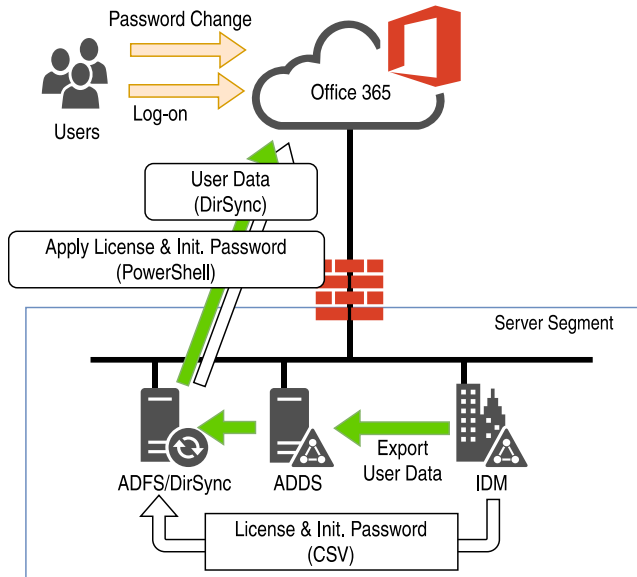 Password Change
Office 365
Log-on
Users
User Data
(DirSync)
Apply License & Init. Password
(PowerShell)
Server Segment
Export
User Data
ADFS/DirSync
ADDS
IDM
License & Init. Password
(CSV)